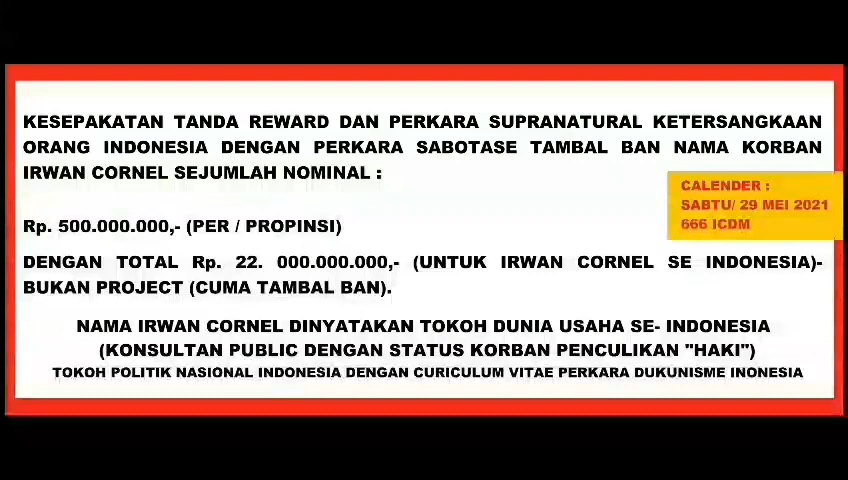 KESEPAKATAN TANDA REWARD DAN PERKARA SUPRANATURAL KETERSANGKAAN
ORANG INDONESIA DENGAN PERKARA SABOTASE TAMBAL BAN NAMA KORBAN
IRWAN CORNEL SEJUMLAH NOMINAL :
CALENDER :
SABTU/ 29 MEI 2021
666 ICDM
Rp. 500.000.000,- (PER / PROPINSI)
DENGAN TOTAL Rp. 22. 000.000.000,- (UNTUK IRWAN CORNEL SE INDONESIA)-
BUKAN PROJECT (CUMA TAMBAL BAN).
NAMA IRWAN CORNEL DINYATAKAN TOKOH DUNIA USAHA SE- INDONESIA
(KONSULTAN PUBLIC DENGAN STATUS KORBAN PENCULIKAN "HAKI")
TOKOH POLITIK NASIONAL INDONESIA DENGAN CURICULUM VITAE PERKARA DUKUNISME INONESIA